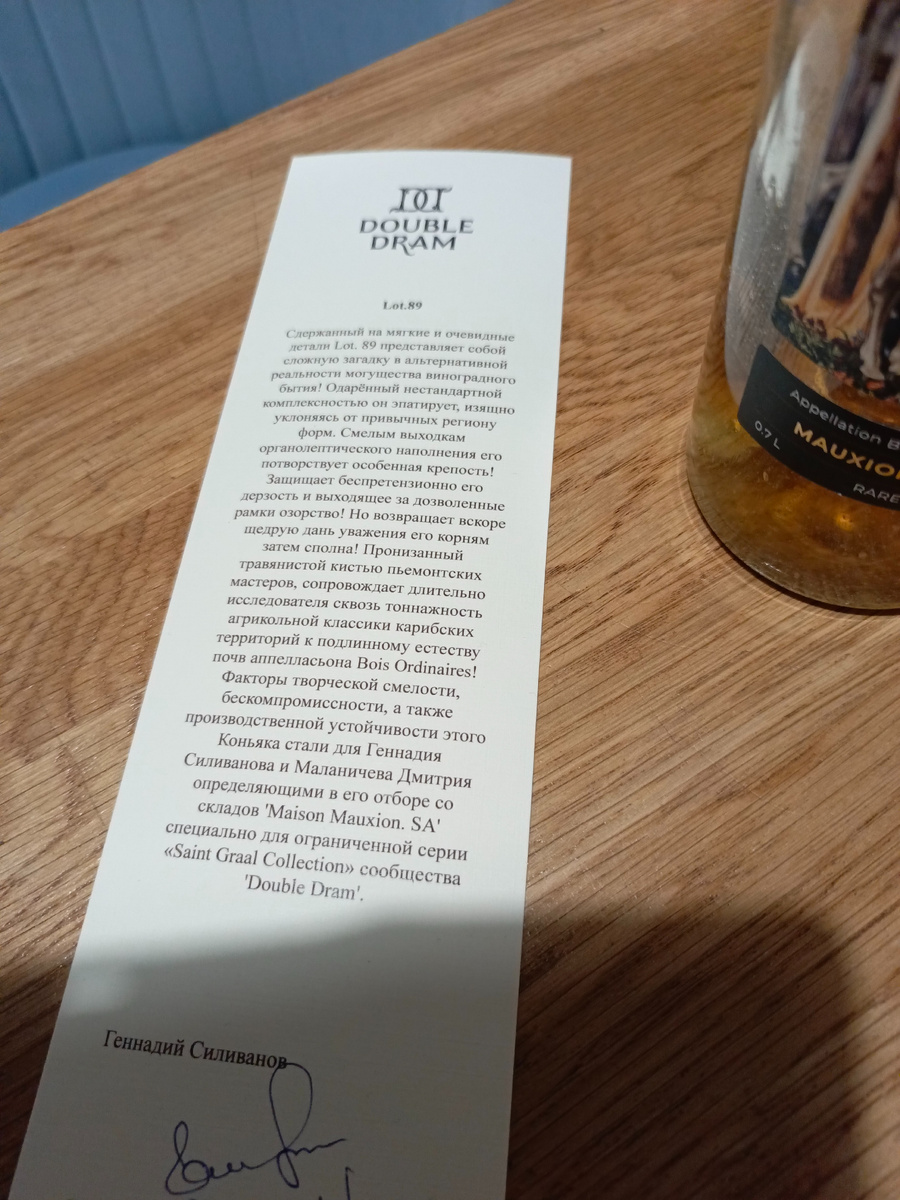 DT
DOUBLE
DRAM
Lot.89
Сдержанный на мягкие и очевидные
детали Lot. 89 представляет собой
сложную загадку в альтернативной
реальности могущества виноградного
бытия! Одарённый нестандартной
комплексностью он эпатирует, изящно
уклоняясь от привычных региону
форм. Смелым выходкам
органолептического наполнения его
потворствует особенная крепость!
Защищает беспретензионно его
дерзость и выходящее за дозволенные
рамки озорство! Но возвращает вскоре
щедрую дань уважения его корням
затем сполна! Пронизанный
травянистой кистью пьемонтских
мастеров, сопровождает длительно
исследователя сквозь тоннажность
агрикольной классики карибских
территорий к подлинному естеству
почв аппелласьона Bois Ordinaires!
Факторы творческой смелости,
бескомпромиссности, а также
производственной устойчивости этого
Коньяка стали для Геннадия
Силиванова и Маланичева Дмитрия
определяющими в его отборе со
складов 'Maison Mauxion. SA'
специально для ограниченной серии
«Saint Graal Collection» сообщества
'Double Dram'.
Геннадий Силиванов
Appellation B
0.7 L
MAUXIO
RARE